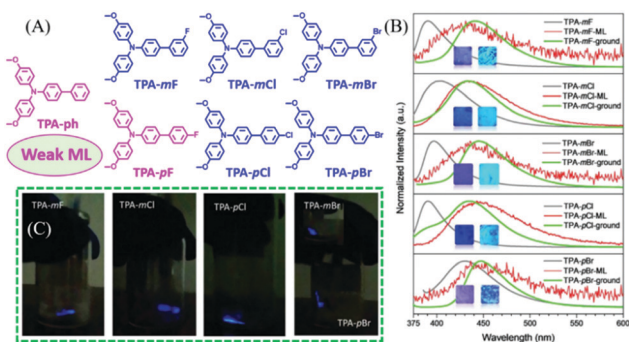 (A)
O
F
N
O
TPA-mF
O
Cl
N
O
TPA-mCl
O
Br
N
O
TPA-mBr
O
N
O
TPA-ph
Weak ML
O
N
F
O
TPA-pF
O
N
Cl
O
TPA-pCl
O
N
Br
O
TPA-pBr
(C)
TPA-mF
TPA-mCl
TPA-pCl
TPA-mBr
TPA-pBr
(B)
TPA-mF
TPA-mF-ML
TPA-mF-ground
TPA-mCl
TPA-mCl-ML
TPA-mCl-ground
TPA-mBr
TPA-mBr-ML
TPA-mBr-ground
TPA-pCl
TPA-pCl-ML
TPA-pCl-ground
TPA-pBr
TPA-pBr-ML
TPA-pBr-ground
Normalized Intensity (a.u.)
375 400 450 500 550 600
Wavelength (nm)